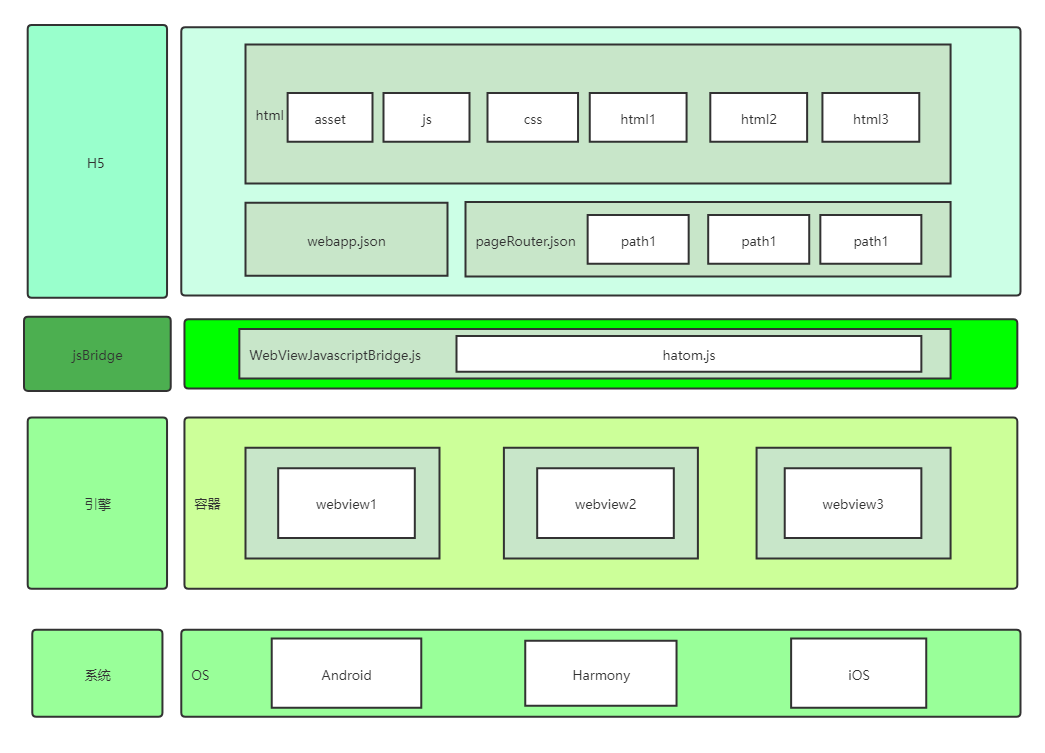 H5
html
asset
js
css
html1
html2
html3
webapp.json
pageRouter.json
path1
path1
path1
jsBridge
WebViewJavascriptBridge.js
hatom.js
引擎
容器
webview1
webview2
webview3
系统
OS
Android
Harmony
iOS